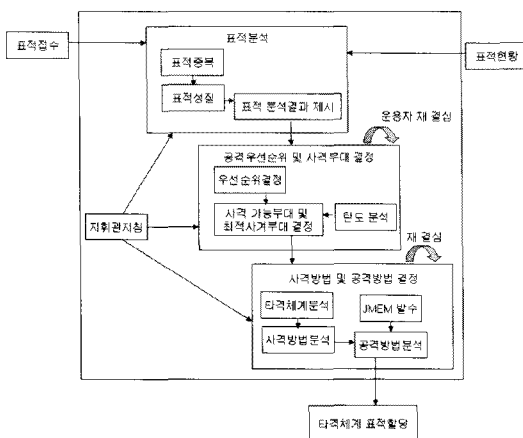 표적분석
표적접수
표적현황
표적종목
표적성질
표적 분석결과 제시
운용자 재 결심
공격우선순위 및 사격부대 결정
우선순위결정
사격 가능부대 및
최적사격부대 결정
탄도 분석
지휘관지침
재 결심
사격방법 및 공격방법 결정
타격체계분석
JMEM 발수
사격방법분석
공격방법분석
타격체계 표적할당